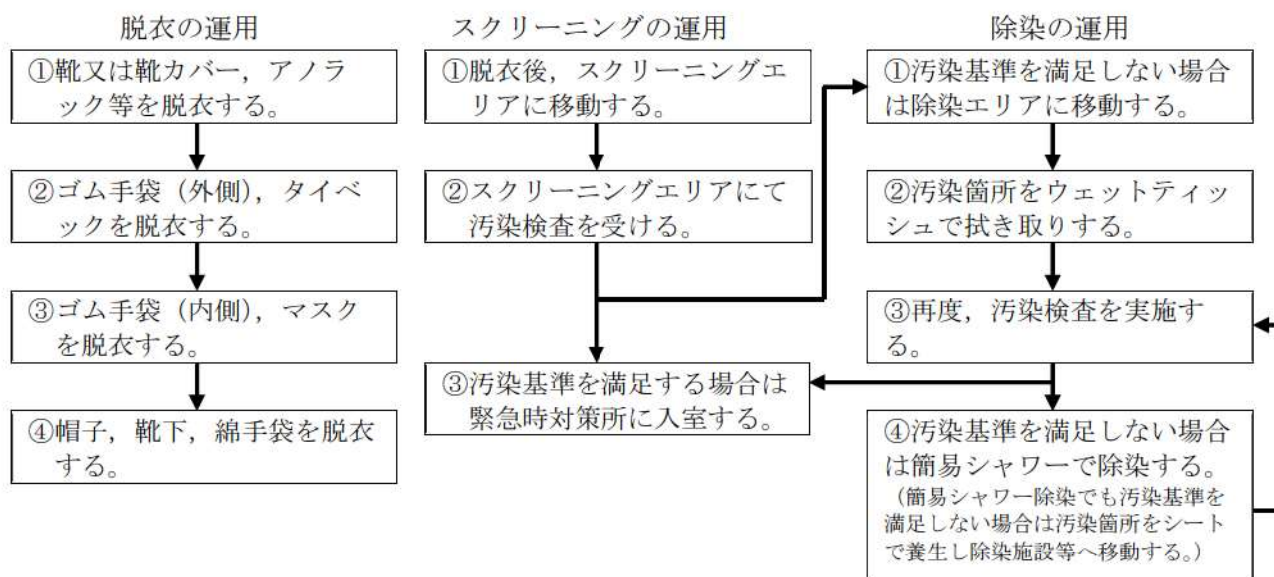 脱衣の運用
①靴又は靴カバー，アノラ
ック等を脱衣する。
②ゴム手袋（外側），タイベ
ックを脱衣する。
③ゴム手袋（内側），マスク
を脱衣する。
④帽子，靴下，綿手袋を脱衣
する。
スクリーニングの運用
①脱衣後，スクリーニングエ
リアに移動する。
②スクリーニングエリアにて
汚染検査を受ける。
③汚染基準を満足する場合は
緊急時対策所に入室する。
除染の運用
①汚染基準を満足しない場合
は除染エリアに移動する。
②汚染箇所をウェットティッ
シュで拭き取りする。
③再度，汚染検査を実施す
る。
④汚染基準を満足しない場合
は簡易シャワーで除染する。
（簡易シャワー除染でも汚染基準を
満足しない場合は汚染箇所をシート
で養生し除染施設等へ移動する。）